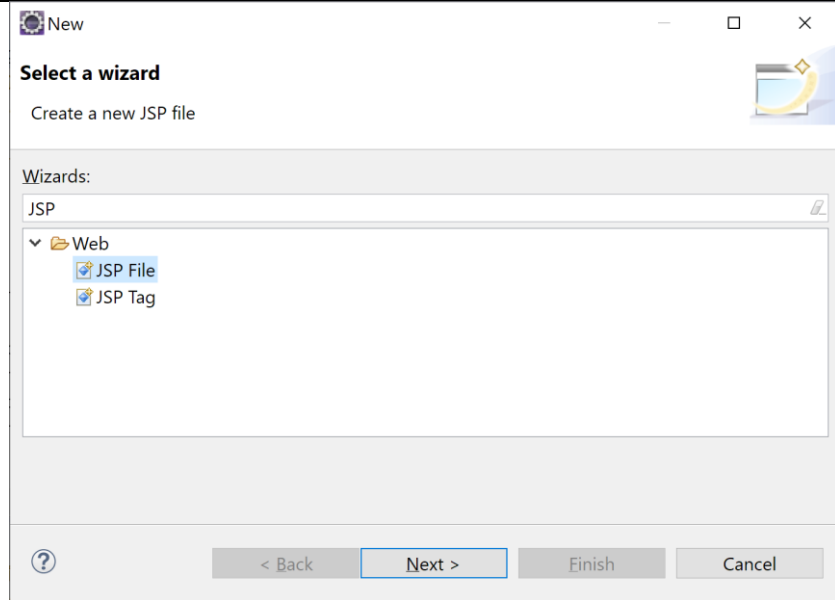 New
Select a wizard
Create a new JSP file
Wizards:
JSP
Web
JSP File
JSP Tag
?
< Back
Next >
Finish
Cancel